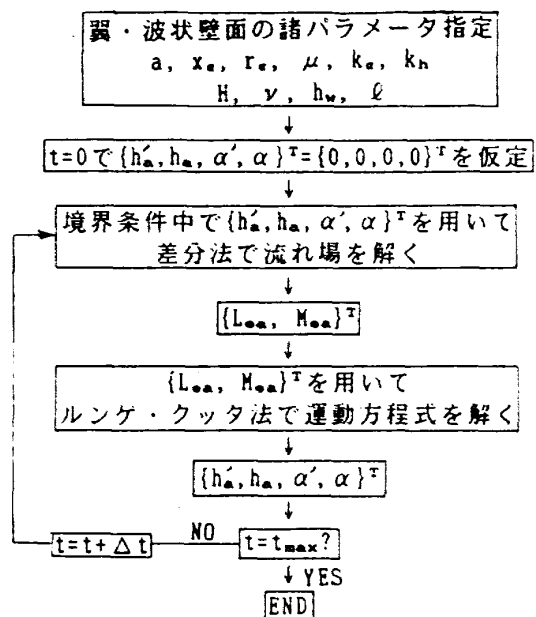 翼・波状壁面の諸パラメータ指定
a, xα, rα, μ, kα, kh
H, ν, hw, ℓ
t=0で{h'a, ha, α', α}ᵀ={0,0,0,0}ᵀを仮定
境界条件中で{h'a, ha, α', α}ᵀを用いて
差分法で流れ場を解く
{Lea, Mea}ᵀ
{Lea, Mea}ᵀを用いて
ルンゲ・クッタ法で運動方程式を解く
{h'a, ha, α', α}ᵀ
t=t+Δt NO t=tmax?
YES
END